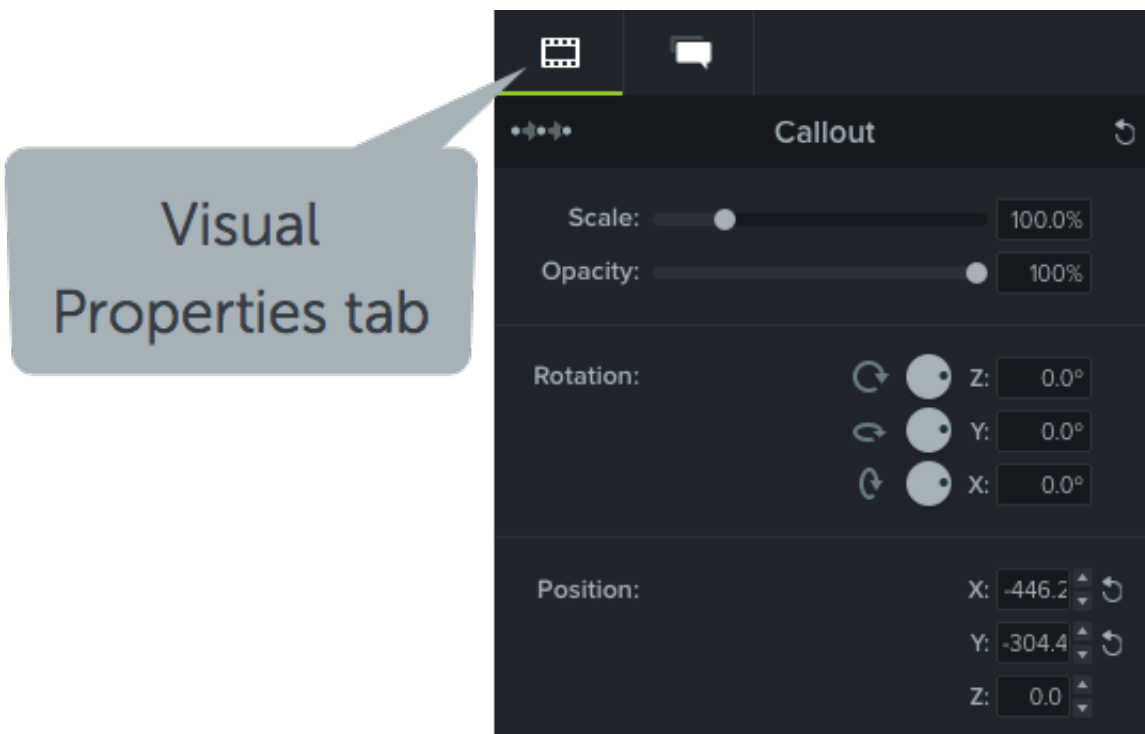 Visual
Properties tab
Callout
Scale: 100.0%
Opacity: 100%
Rotation: Z: 0.0°
Y: 0.0°
X: 0.0°
Position: X: -446.2
Y: -304.4
Z: 0.0